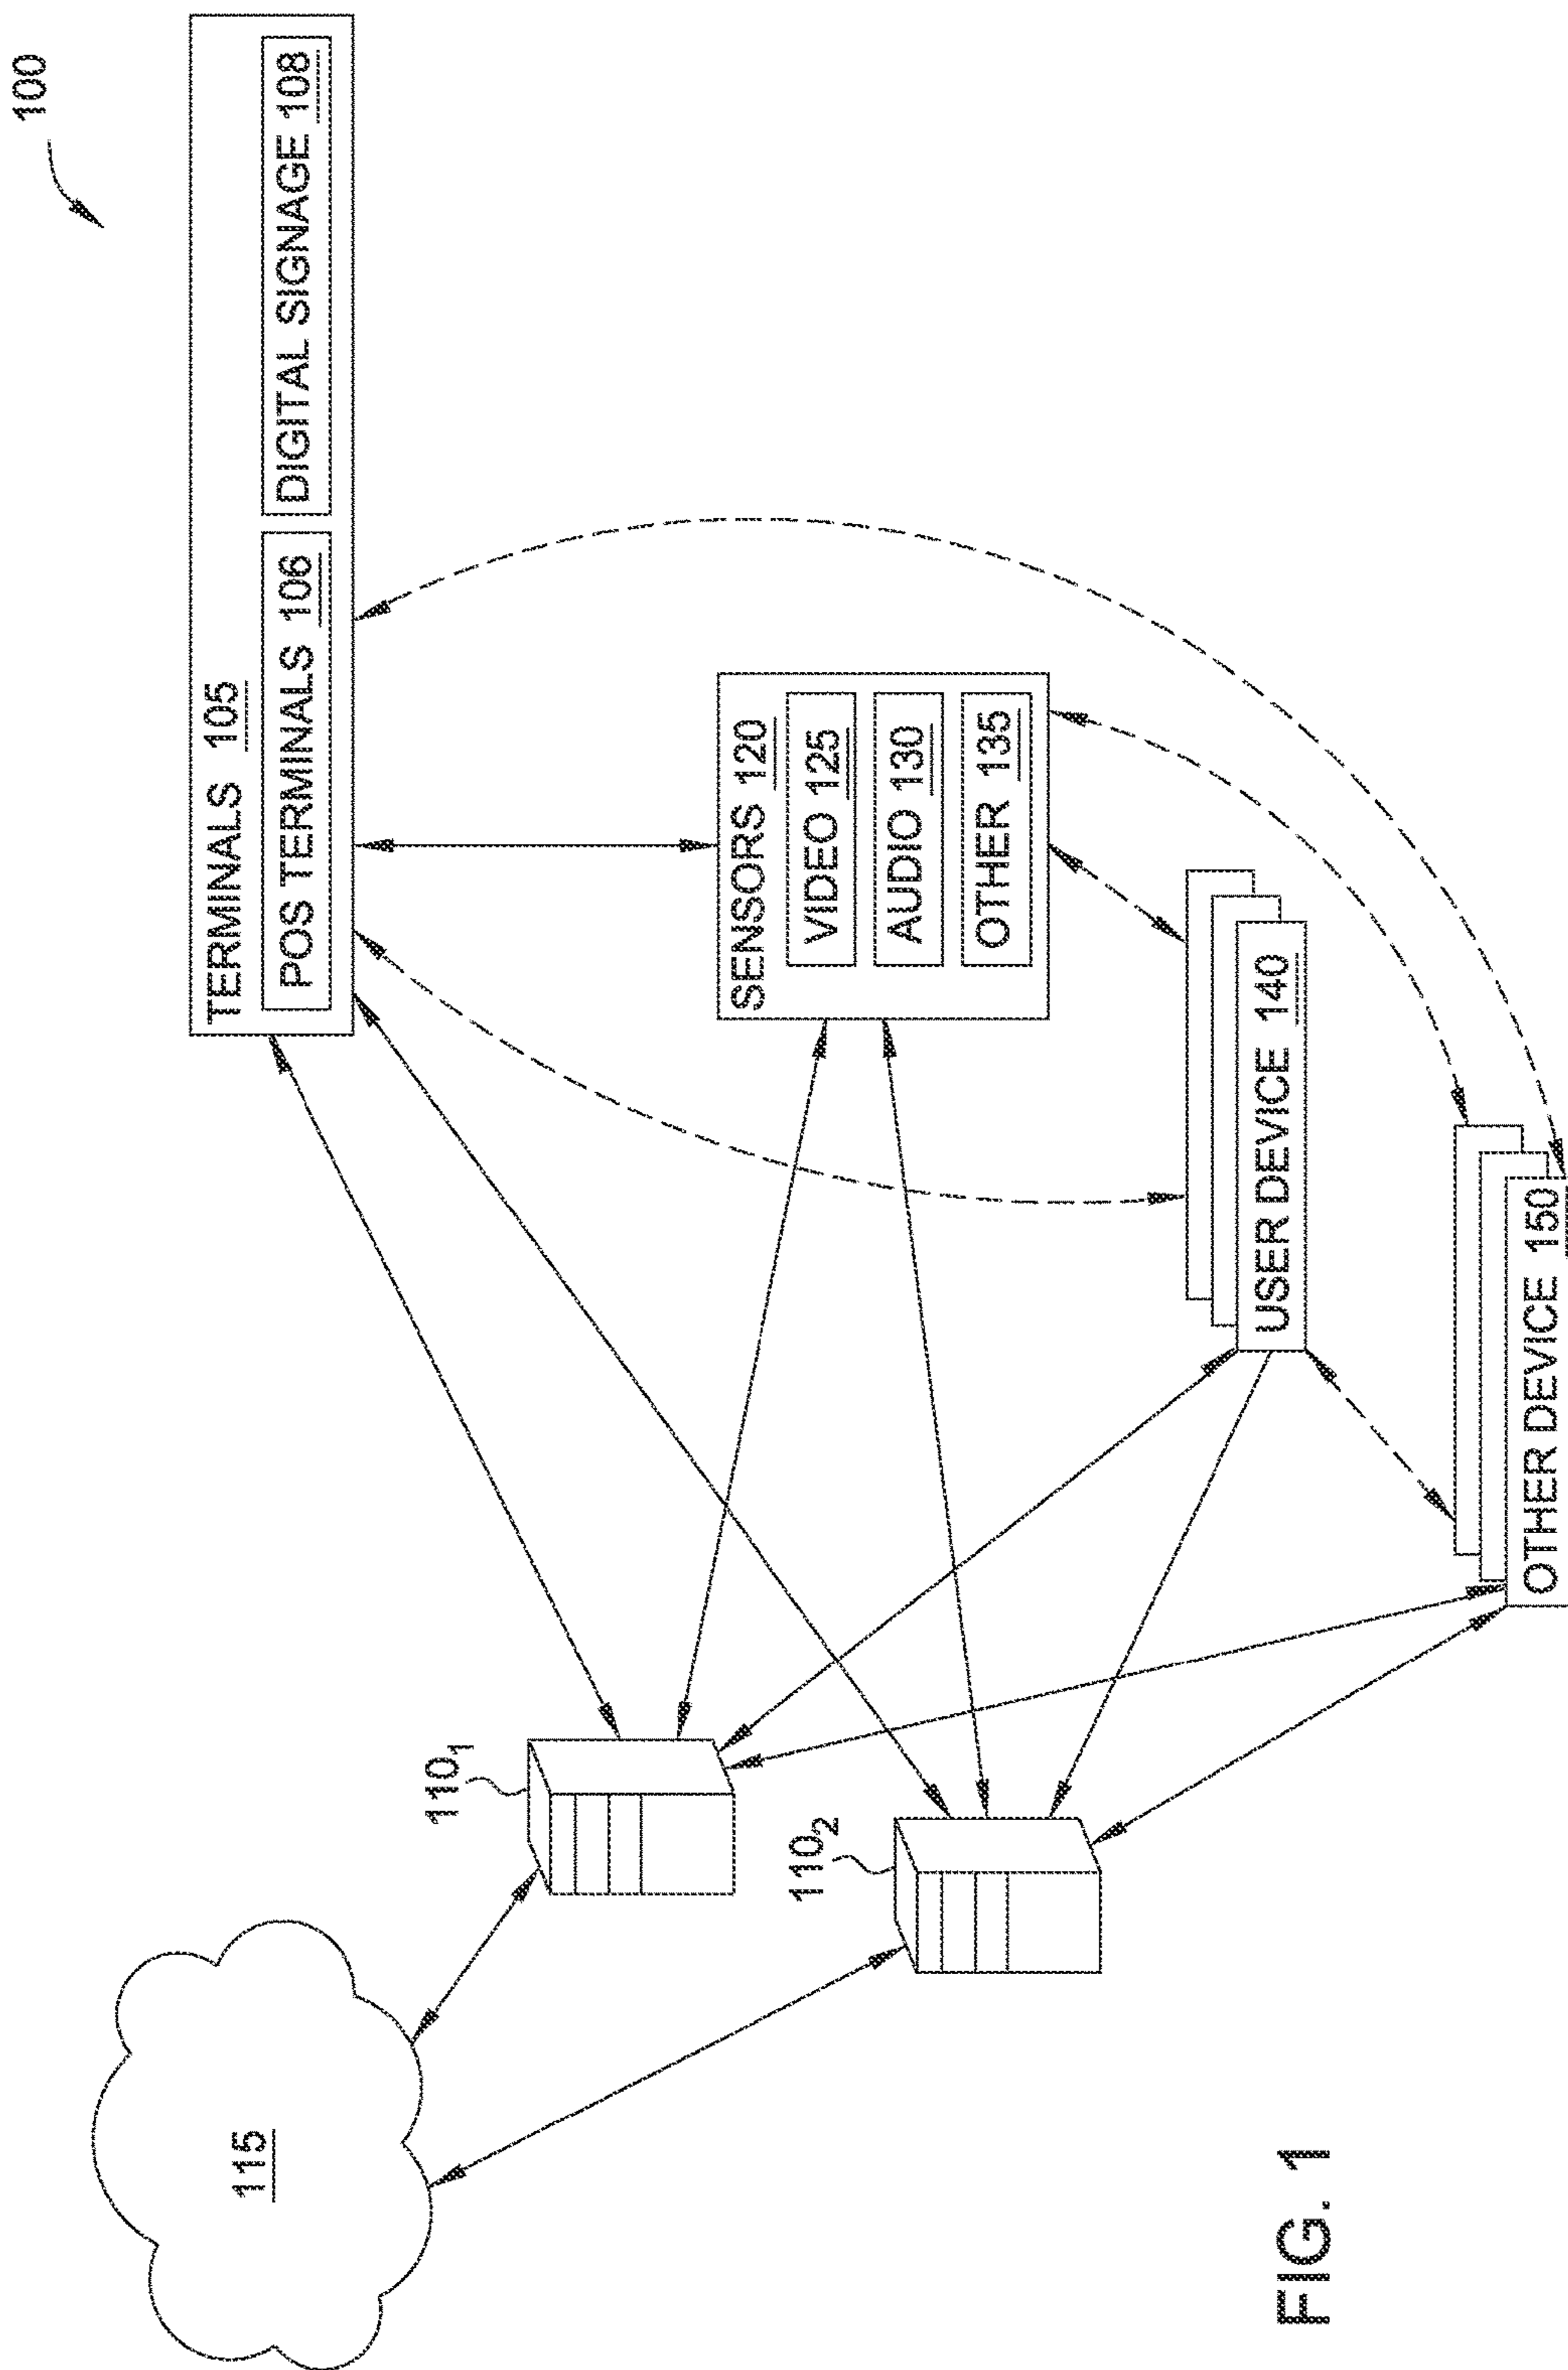 100
TERMINALS 105
POS TERMINALS 106
DIGITAL SIGNAGE 108
SENSORS 120
VIDEO 125
AUDIO 130
OTHER 135
USER DEVICE 140
OTHER DEVICE 150
110₁
110₂
115
FIG. 1